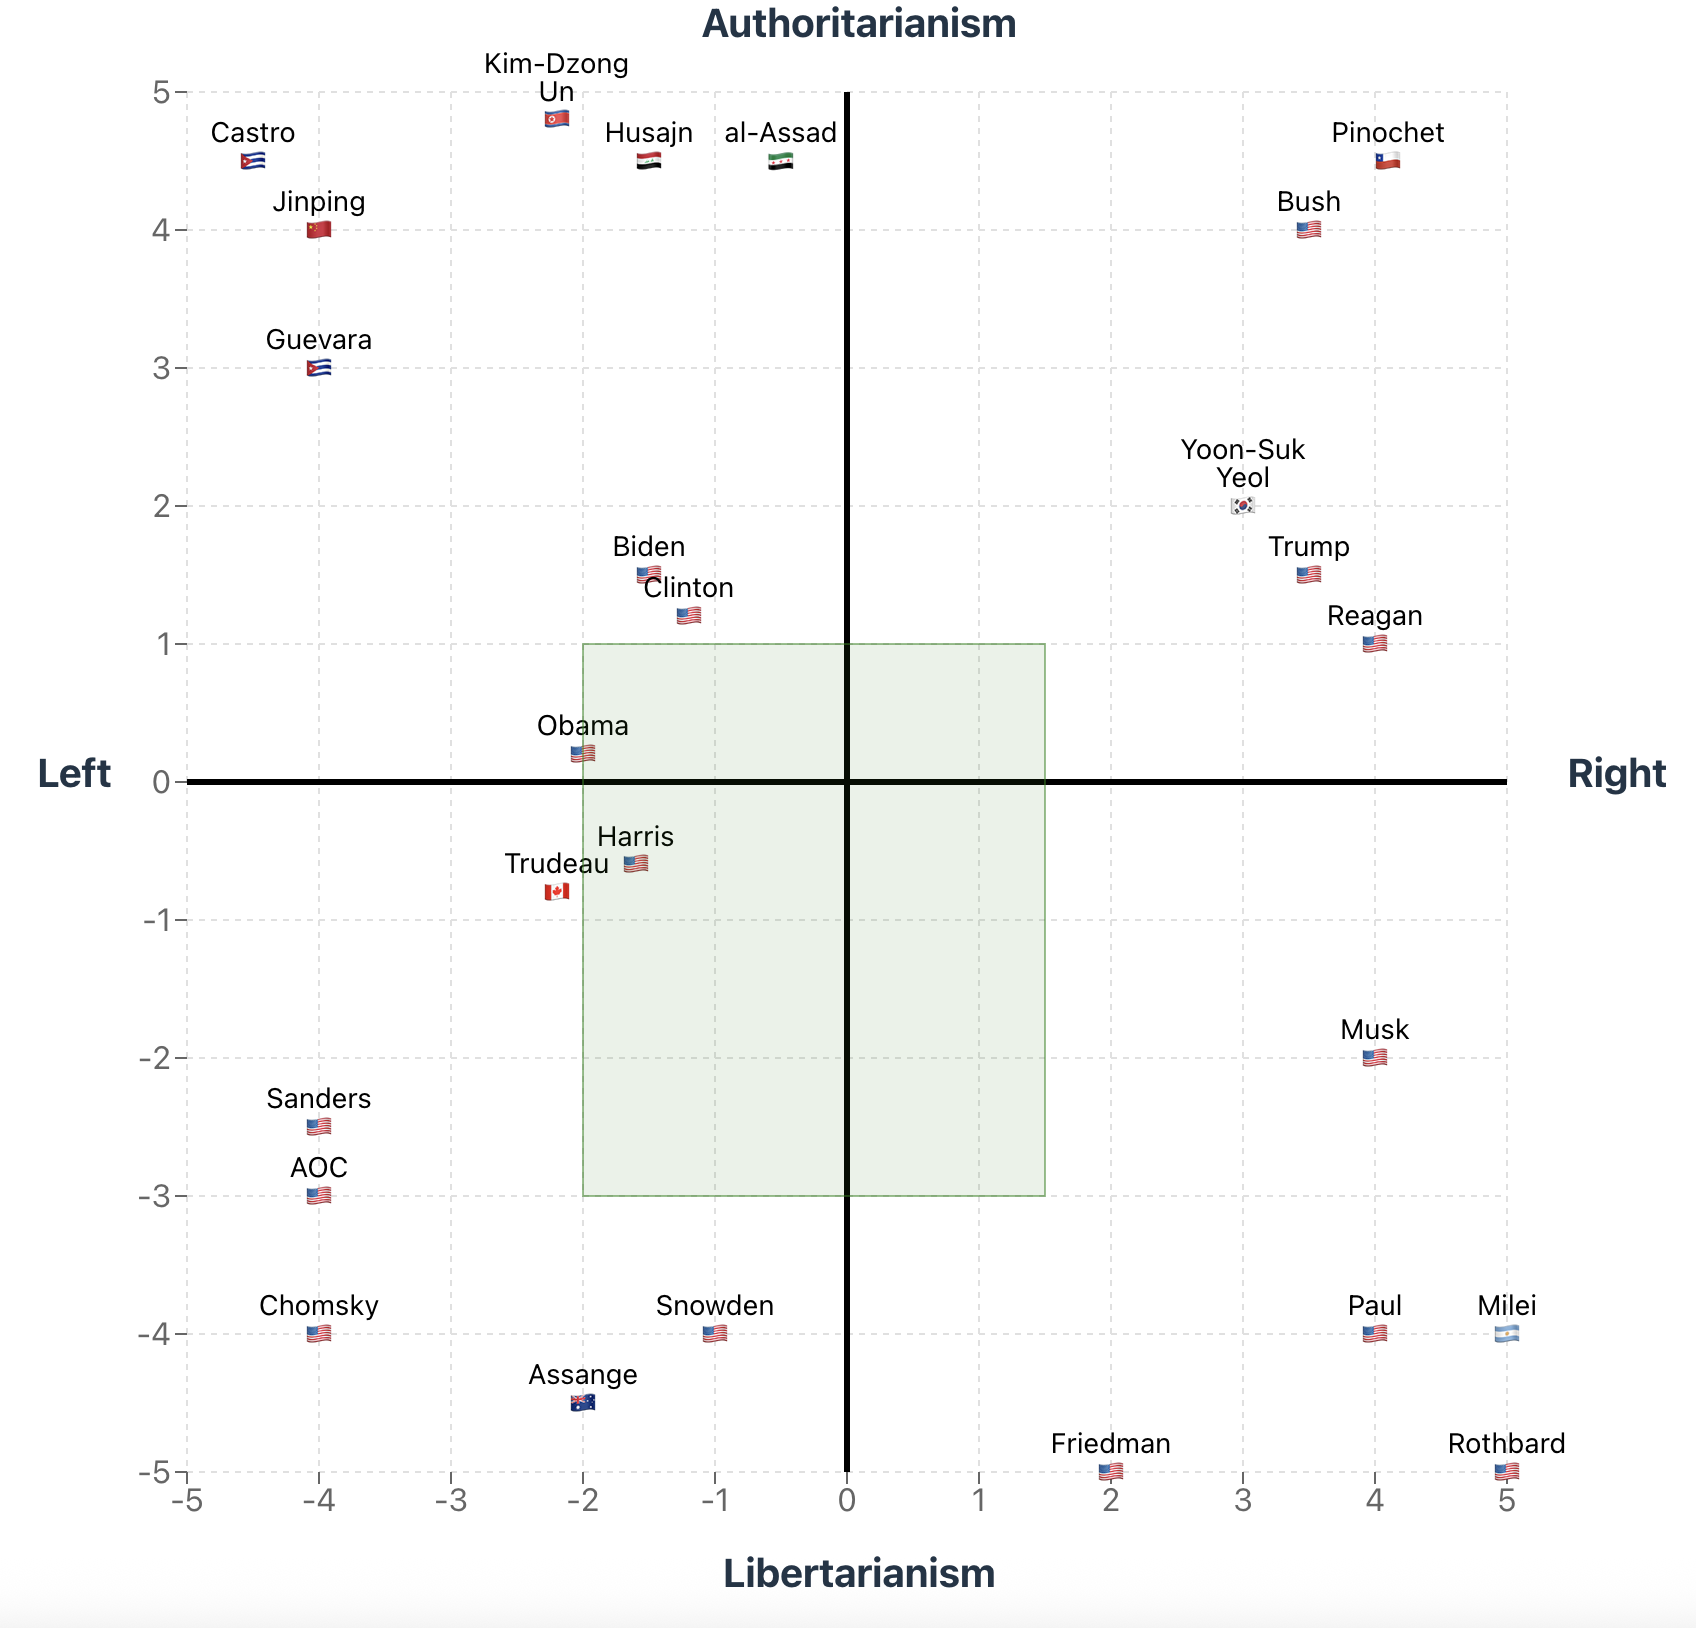 Authoritarianism
Kim-Dzong
Un
5
Castro
Husajn
al-Assad
Pinochet
Jinping
Bush
4
Guevara
3
Yoon-Suk
Yeol
2
Biden
Trump
Clinton
Reagan
1
Obama
Left
0
Right
Harris
Trudeau
-1
Musk
-2
Sanders
AOC
-3
Chomsky
Snowden
Paul
Milei
-4
Assange
Friedman
Rothbard
-5
-5 -4 -3 -2 -1 0 1 2 3 4 5
Libertarianism